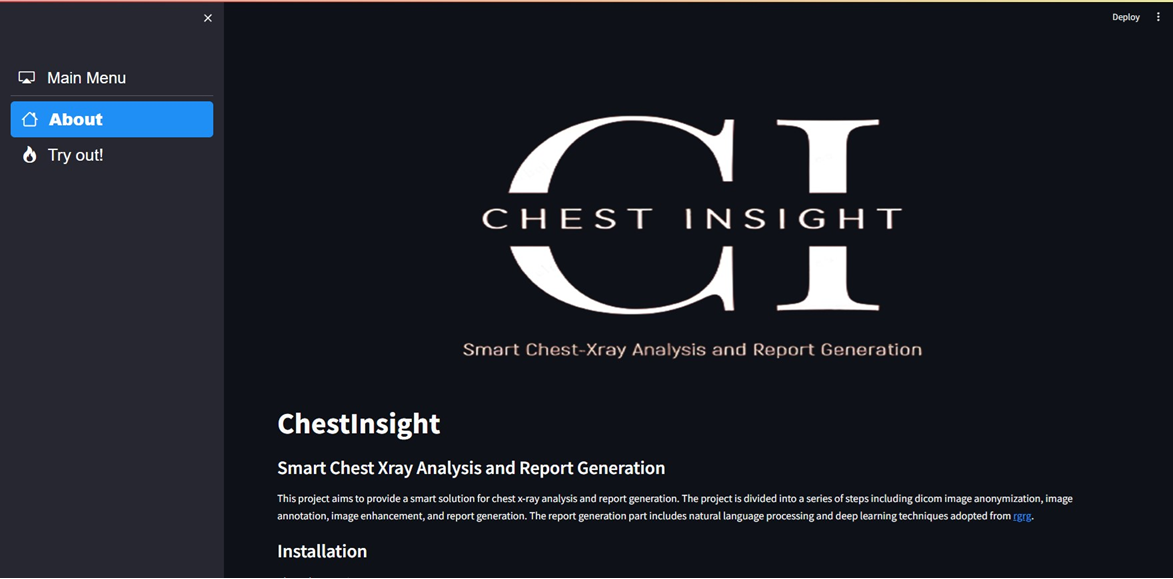 Deploy
Main Menu
About
Try out!
CI
CHEST INSIGHT
Smart Chest-Xray Analysis and Report Generation
ChestInsight
Smart Chest Xray Analysis and Report Generation
This project aims to provide a smart solution for chest x-ray analysis and report generation. The project is divided into a series of steps including dicom image anonymization, image
annotation, image enhancement, and report generation. The report generation part includes natural language processing and deep learning techniques adopted from rgrg.
Installation